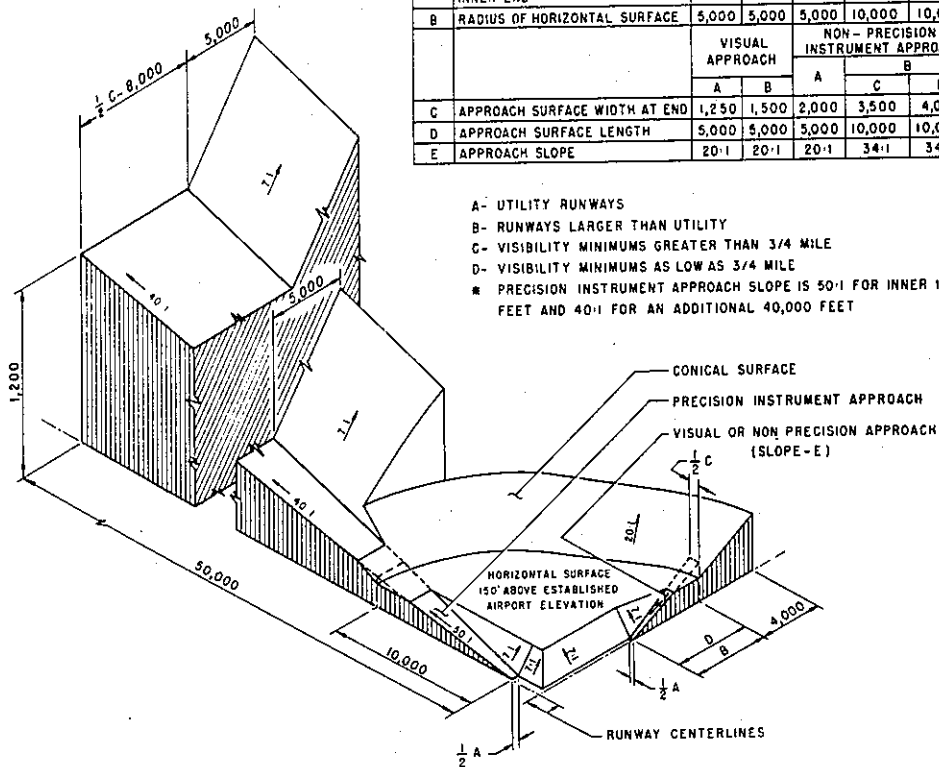 INNER END
B RADIUS OF HORIZONTAL SURFACE 5,000 5,000 5,000 10,000
VISUAL APPROACH
NON-PRECISION INSTRUMENT
A B A B
C
C APPROACH SURFACE WIDTH AT END 1,250 1,500 2,000 3,500
D APPROACH SURFACE LENGTH 5,000 5,000 5,000 10,000
E APPROACH SLOPE 20:1 20:1 20:1 34:1
A- UTILITY RUNWAYS
B- RUNWAYS LARGER THAN UTILITY
C- VISIBILITY MINIMUMS GREATER THAN 3/4 MILE
D- VISIBILITY MINIMUMS AS LOW AS 3/4 MILE
* PRECISION INSTRUMENT APPROACH SLOPE IS 50:1 FOR INNER
FEET AND 40:1 FOR AN ADDITIONAL 40,000 FEET
5,000
1/2 C-8,000
7:1
40:1
5,000
1,200
7:1
40:1
CONICAL SURFACE
PRECISION INSTRUMENT APPROACH
VISUAL OR NON PRECISION APPROACH
(SLOPE-E)
1/2 C
20:1
HORIZONTAL SURFACE
150' ABOVE ESTABLISHED
AIRPORT ELEVATION
50,000
50:1
7:1
7:1
7:1
7:1
10,000
4,000
D
B
1/2 A
RUNWAY CENTERLINES
1/2 A